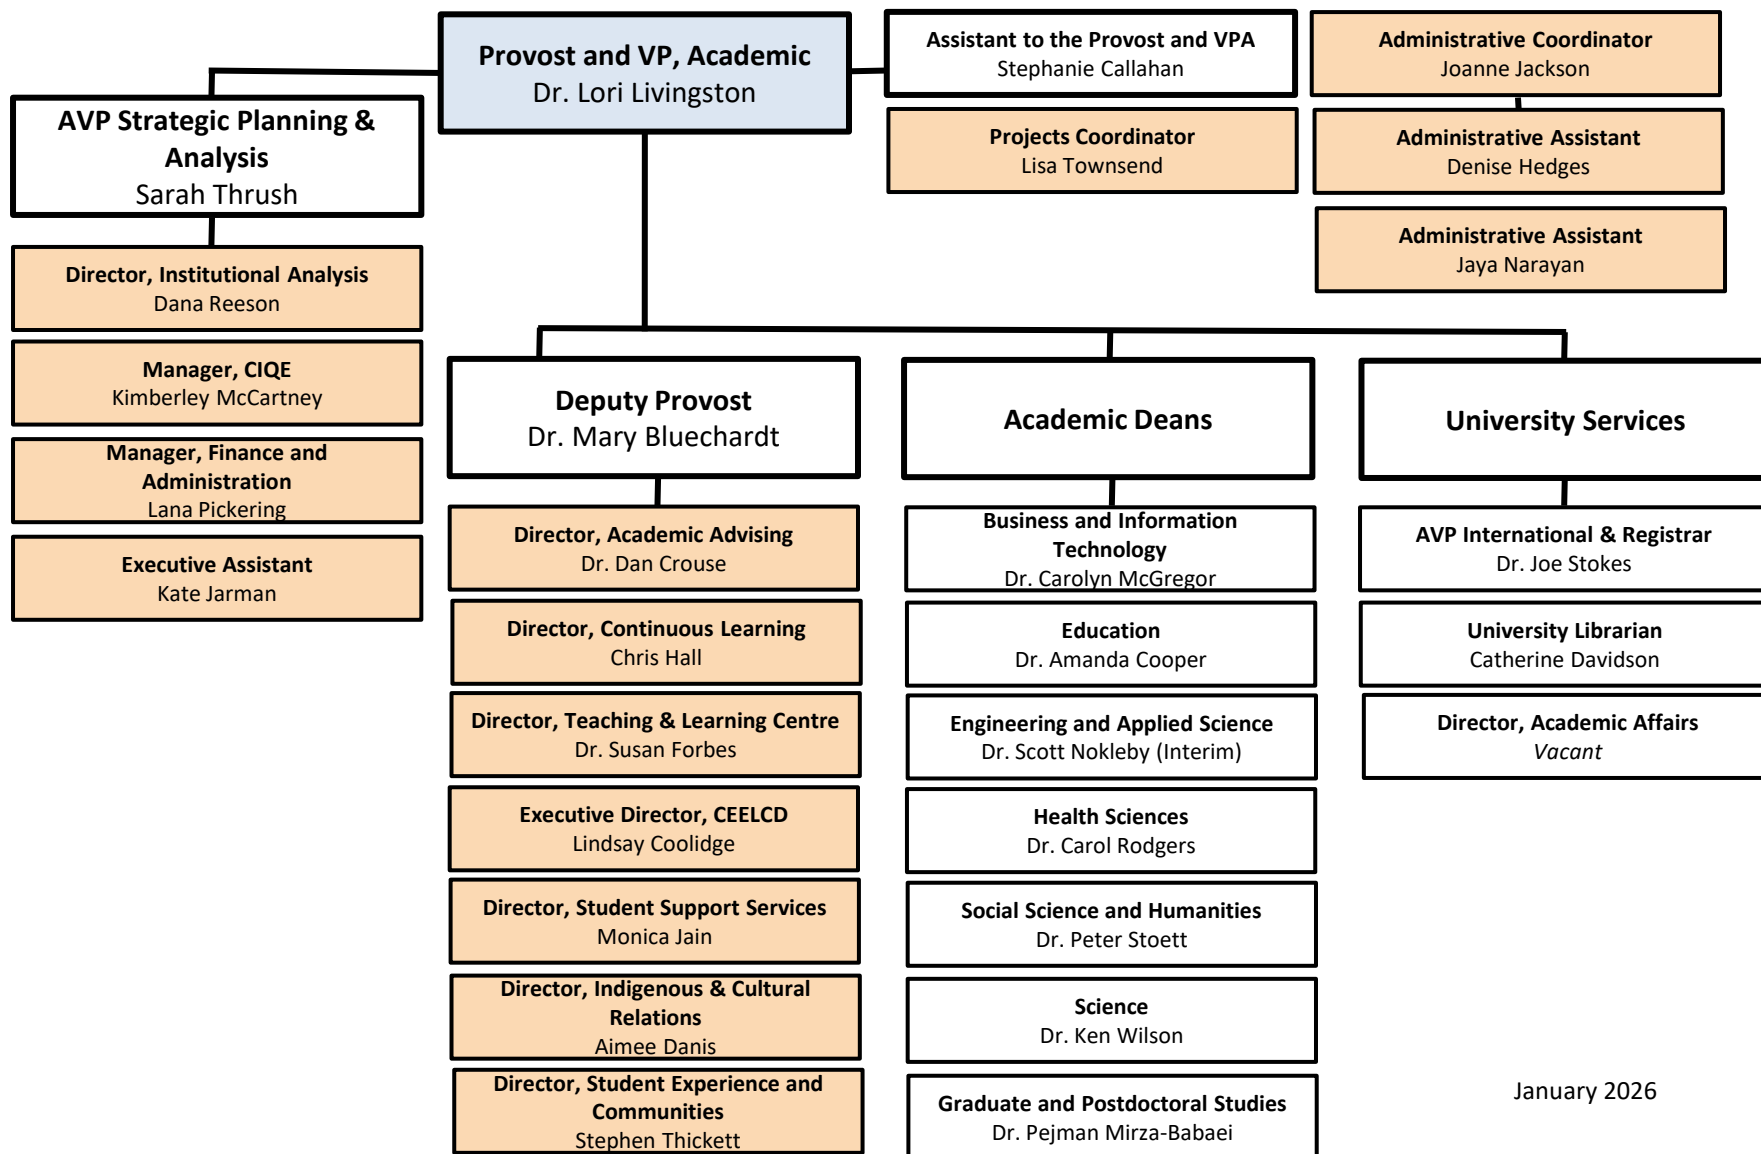 Provost and VP, Academic
Dr. Lori Livingston
Assistant to the Provost and VPA
Stephanie Callahan
Projects Coordinator
Lisa Townsend
Administrative Coordinator
Joanne Jackson
Administrative Assistant
Denise Hedges
Administrative Assistant
Jaya Narayan
AVP Strategic Planning &
Analysis
Sarah Thrush
Director, Institutional Analysis
Dana Reeson
Manager, CIQE
Kimberley McCartney
Manager, Finance and
Administration
Lana Pickering
Executive Assistant
Kate Jarman
Deputy Provost
Dr. Mary Bluechardt
Director, Academic Advising
Dr. Dan Crouse
Director, Continuous Learning
Chris Hall
Director, Teaching & Learning Centre
Dr. Susan Forbes
Executive Director, CEELCD
Lindsay Coolidge
Director, Student Support Services
Monica Jain
Director, Indigenous & Cultural
Relations
Aimee Danis
Director, Student Experience and
Communities
Stephen Thickett
Academic Deans
Business and Information
Technology
Dr. Carolyn McGregor
Education
Dr. Amanda Cooper
Engineering and Applied Science
Dr. Scott Nokleby (Interim)
Health Sciences
Dr. Carol Rodgers
Social Science and Humanities
Dr. Peter Stoett
Science
Dr. Ken Wilson
Graduate and Postdoctoral Studies
Dr. Pejman Mirza-Babaei
University Services
AVP International & Registrar
Dr. Joe Stokes
University Librarian
Catherine Davidson
Director, Academic Affairs
Vacant
January 2026